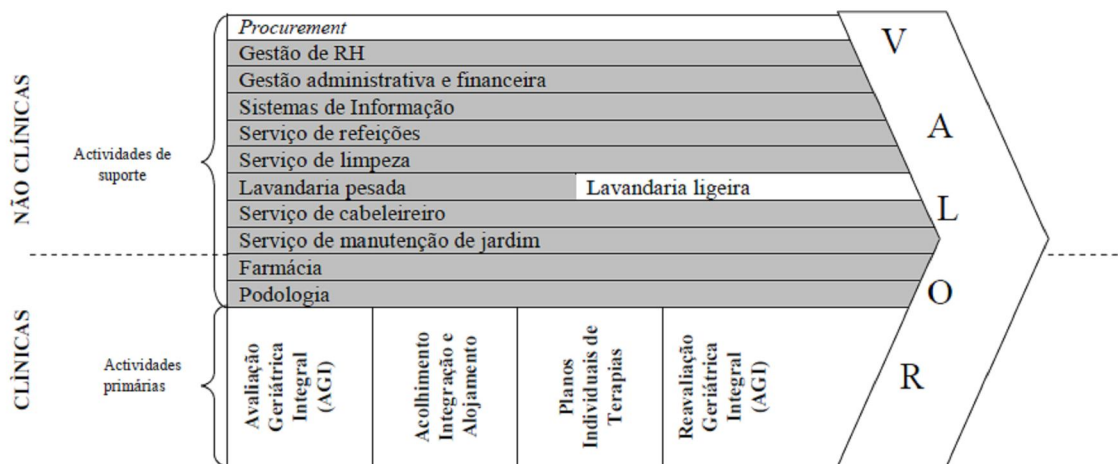 NÃO CLÍNICAS
Actividades de
suporte
Procurement
Gestão de RH
Gestão administrativa e financeira
Sistemas de Informação
Serviço de refeições
Serviço de limpeza
Lavandaria pesada
Lavandaria ligeira
Serviço de cabeleireiro
Serviço de manutenção de jardim
Farmácia
Podologia
CLÌNICAS
Actividades
primárias
Avaliação
Geriátrica
Integral
(AGI)
Acolhimento
Integração e
Alojamento
Planos
Individuais de
Terapias
Reavaliação
Geriátrica
Integral
(AGI)
V
A
L
O
R